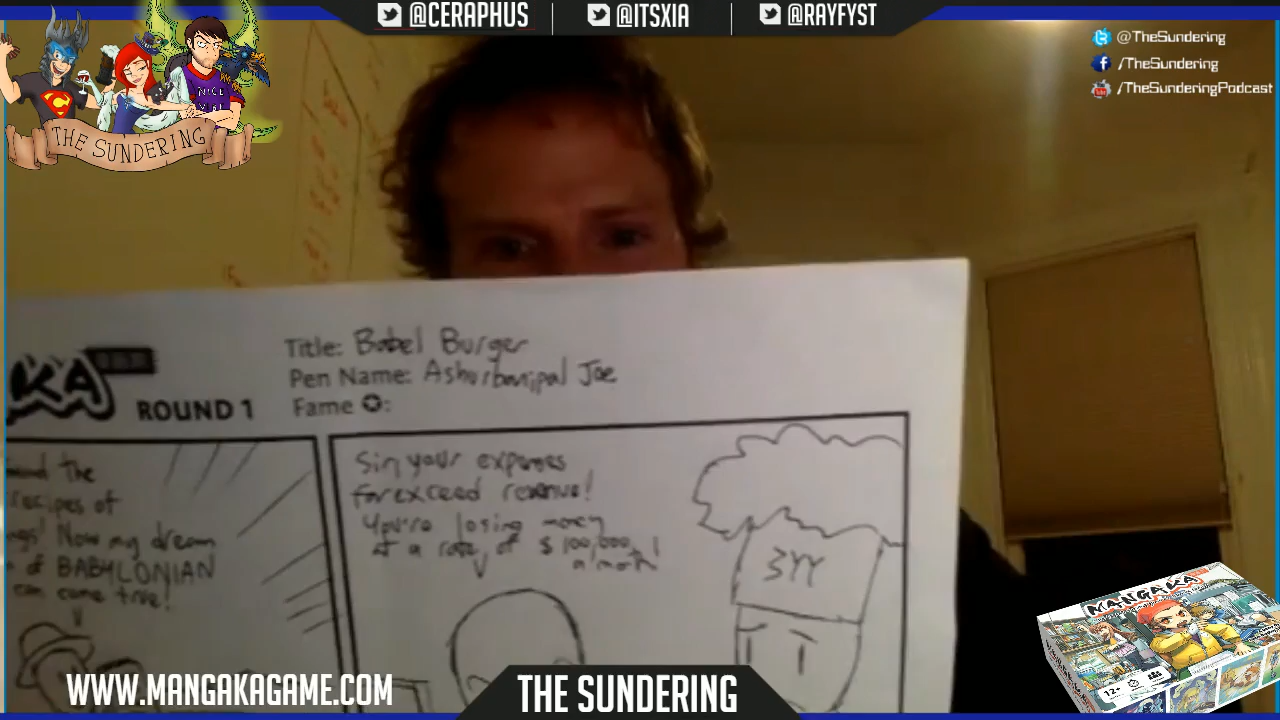 @CERAPHUS
@ITSXIA
@RAYFYST
@TheSundering
/TheSundering
/TheSunderingPodcast
NICE
THE SUNDERING
KA
ROUND 1
Title: Babel Burger
Pen Name: Ashurbanipal Joe
Fame :
the
recipes of
Now my dream
of BABYLONIAN
can come true!
Sir, your expenses
far exceed revenue!
You're losing money
at a rate of $100,000
a month!
MANGAKA
12+
WWW.MANGAKAGAME.COM
THE SUNDERING